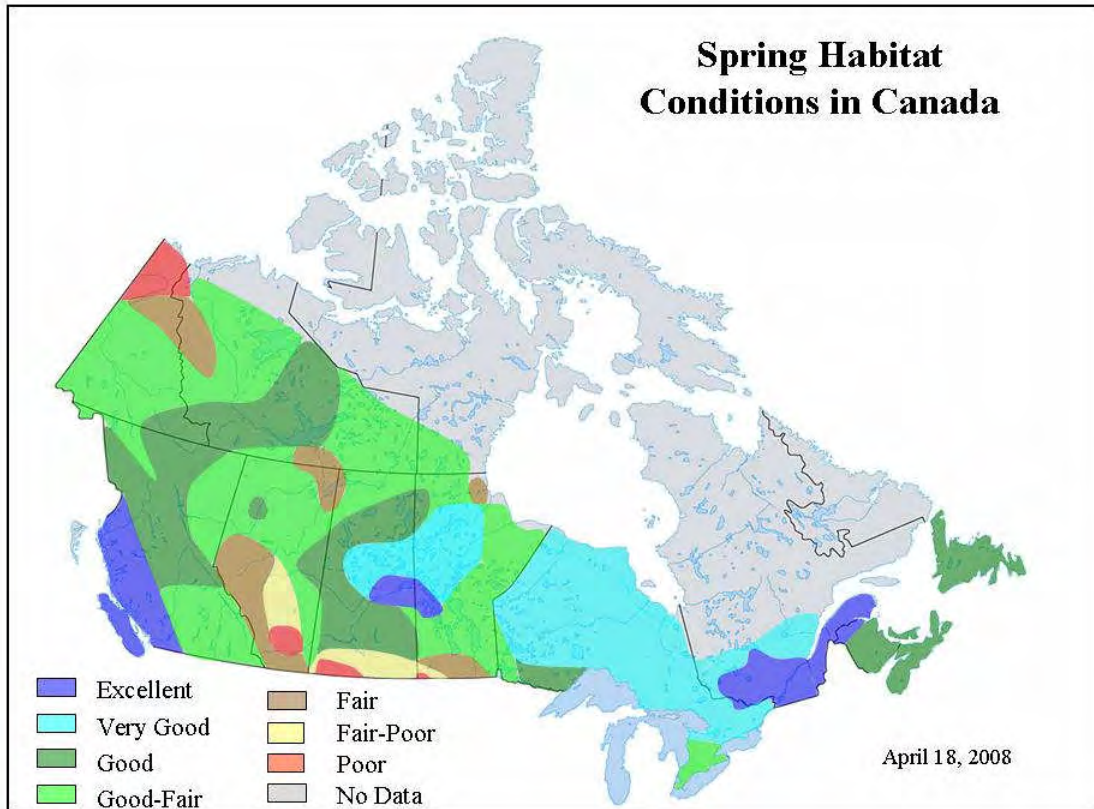 Spring Habitat
Conditions in Canada
Excellent
Very Good
Good
Good-Fair
Fair
Fair-Poor
Poor
No Data
April 18, 2008